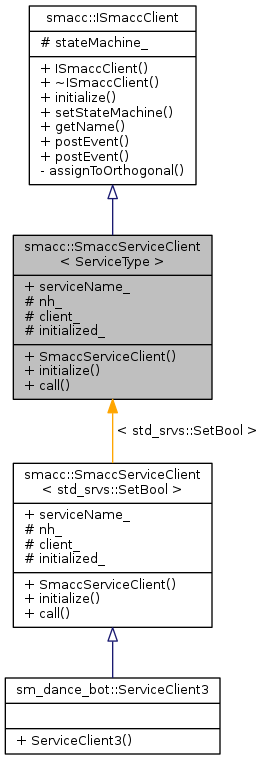 smacc::ISmaccClient
# stateMachine_
+ ISmaccClient()
+ ~ISmaccClient()
+ initialize()
+ setStateMachine()
+ getName()
+ postEvent()
+ postEvent()
- assignToOrthogonal()
smacc::SmaccServiceClient
< ServiceType >
+ serviceName_
# nh_
# client_
# initialized_
+ SmaccServiceClient()
+ initialize()
+ call()
< std_srvs::SetBool >
smacc::SmaccServiceClient
< std_srvs::SetBool >
+ serviceName_
# nh_
# client_
# initialized_
+ SmaccServiceClient()
+ initialize()
+ call()
sm_dance_bot::ServiceClient3
+ ServiceClient3()